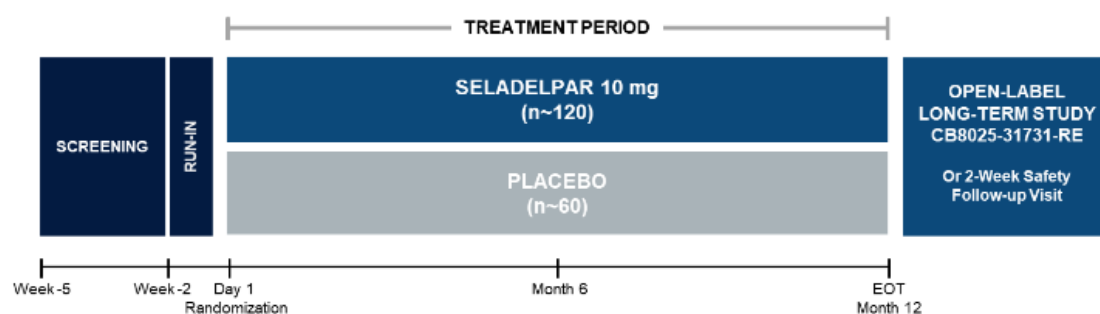 TREATMENT PERIOD
SCREENING
RUN-IN
SELADELPAR 10 mg
(n~120)
PLACEBO
(n~60)
OPEN-LABEL
LONG-TERM STUDY
CB8025-31731-RE
Or 2-Week Safety
Follow-up Visit
Week -5
Week -2
Day 1
Randomization
Month 6
EOT
Month 12